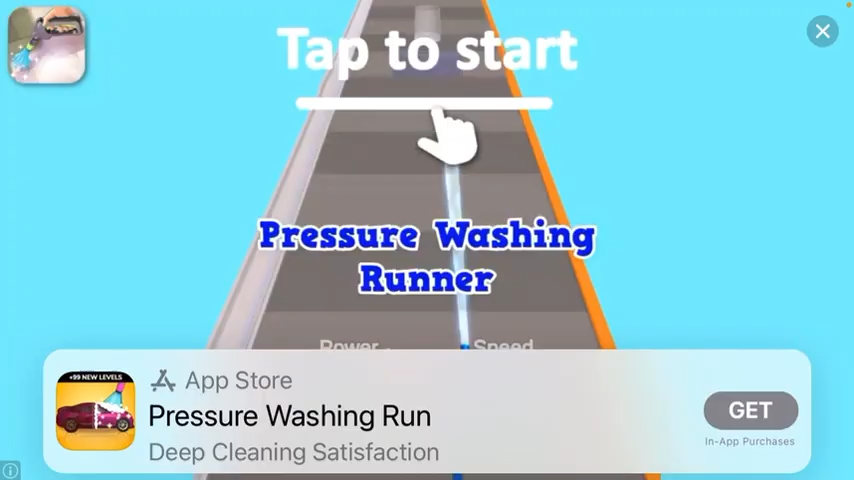 Tap to start
Pressure Washing
Runner
Power
Speed
+99 NEW LEVELS
App Store
Pressure Washing Run
GET
Deep Cleaning Satisfaction
In-App Purchases